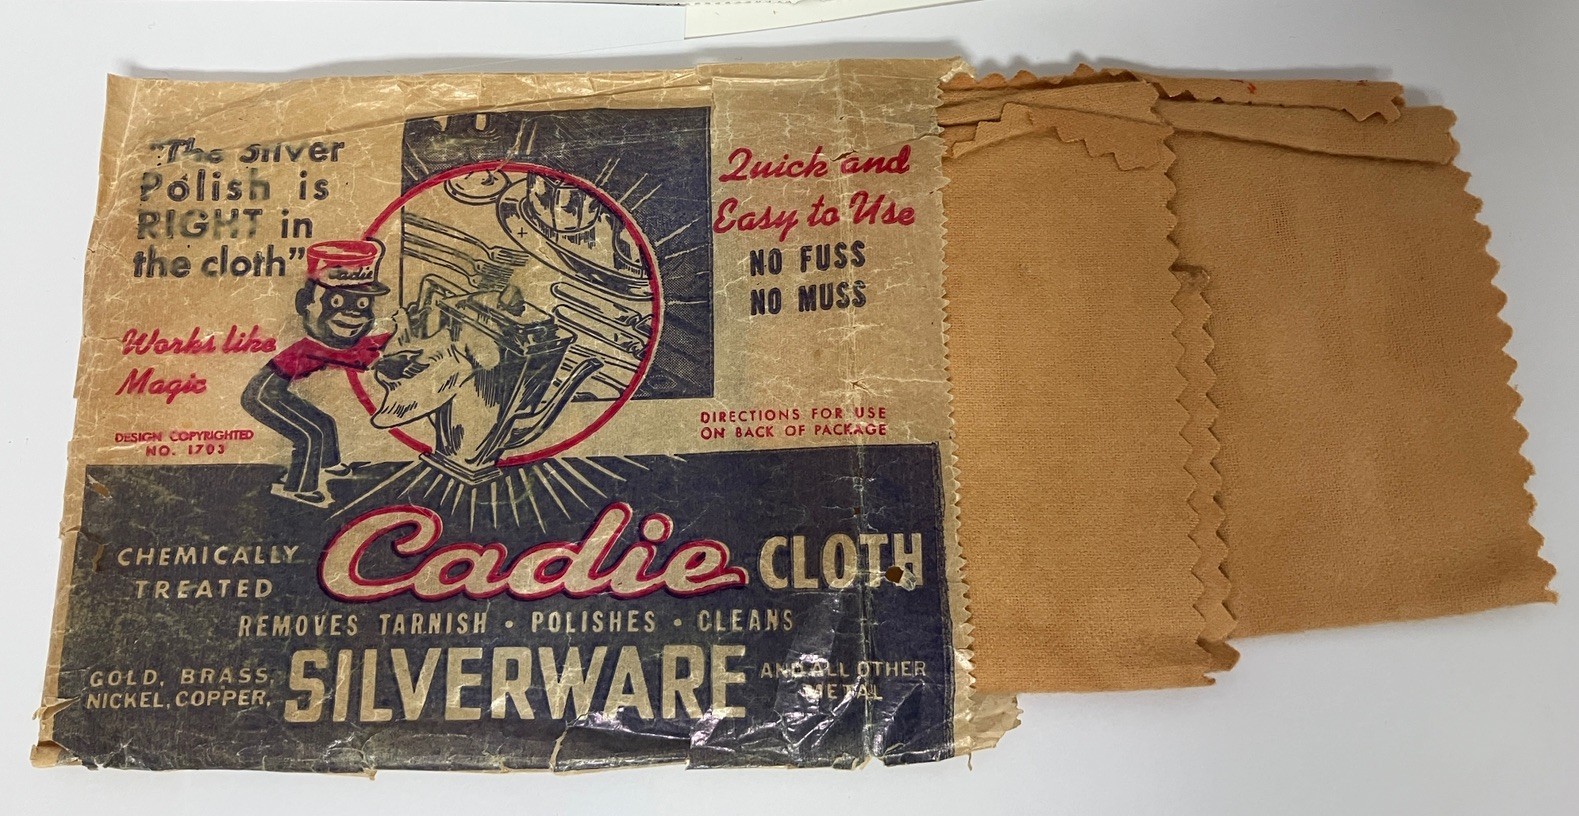 "The Silver
Polish is
RIGHT in
the cloth"
Cadie
Works like
Magic
DESIGN COPYRIGHTED
NO. 1703
Quick and
Easy to Use
NO FUSS
NO MUSS
DIRECTIONS FOR USE
ON BACK OF PACKAGE
CHEMICALLY
TREATED
Cadie CLOTH
REMOVES TARNISH • POLISHES • CLEANS
GOLD, BRASS,
NICKEL, COPPER,
SILVERWARE
AND ALL OTHER
METAL